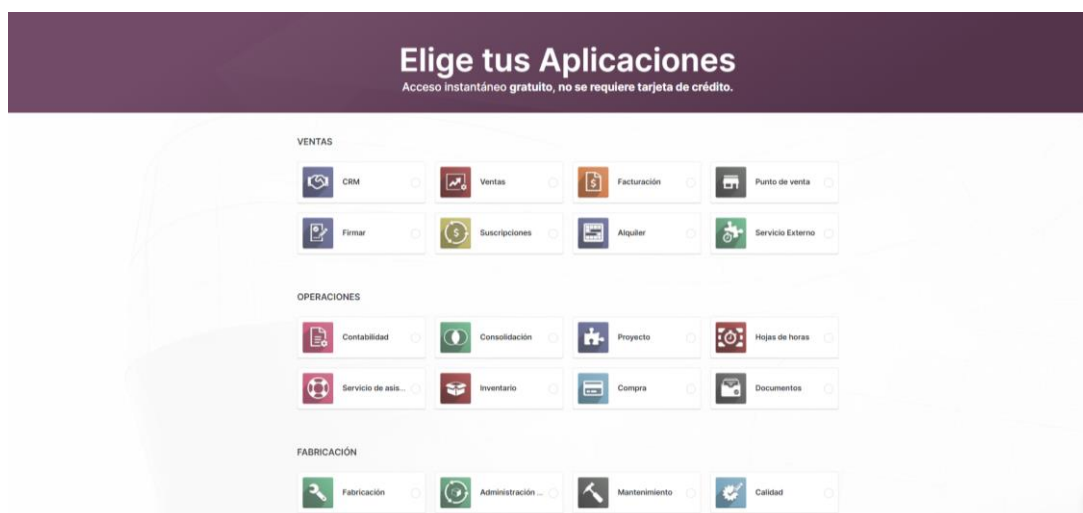 Elige tus Aplicaciones
Acceso instantáneo gratuito, no se requiere tarjeta de crédito.
VENTAS
CRM
Ventas
Facturación
Punto de venta
Firmar
Suscripciones
Alquiler
Servicio Externo
OPERACIONES
Contabilidad
Consolidación
Proyecto
Hojas de horas
Servicio de asis...
Inventario
Compra
Documentos
FABRICACIÓN
Fabricación
Administración ...
Mantenimiento
Calidad